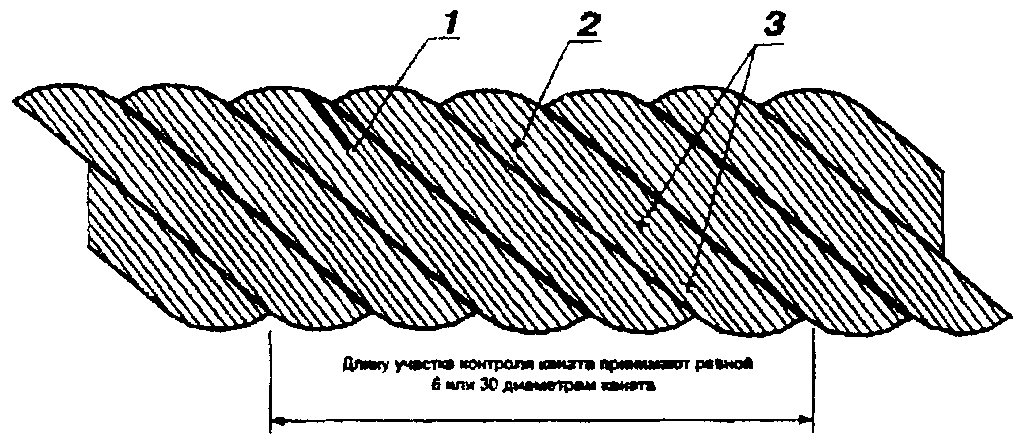 1 2 3
Длину участка контроля каната принимают равной
6 или 30 диаметрам каната